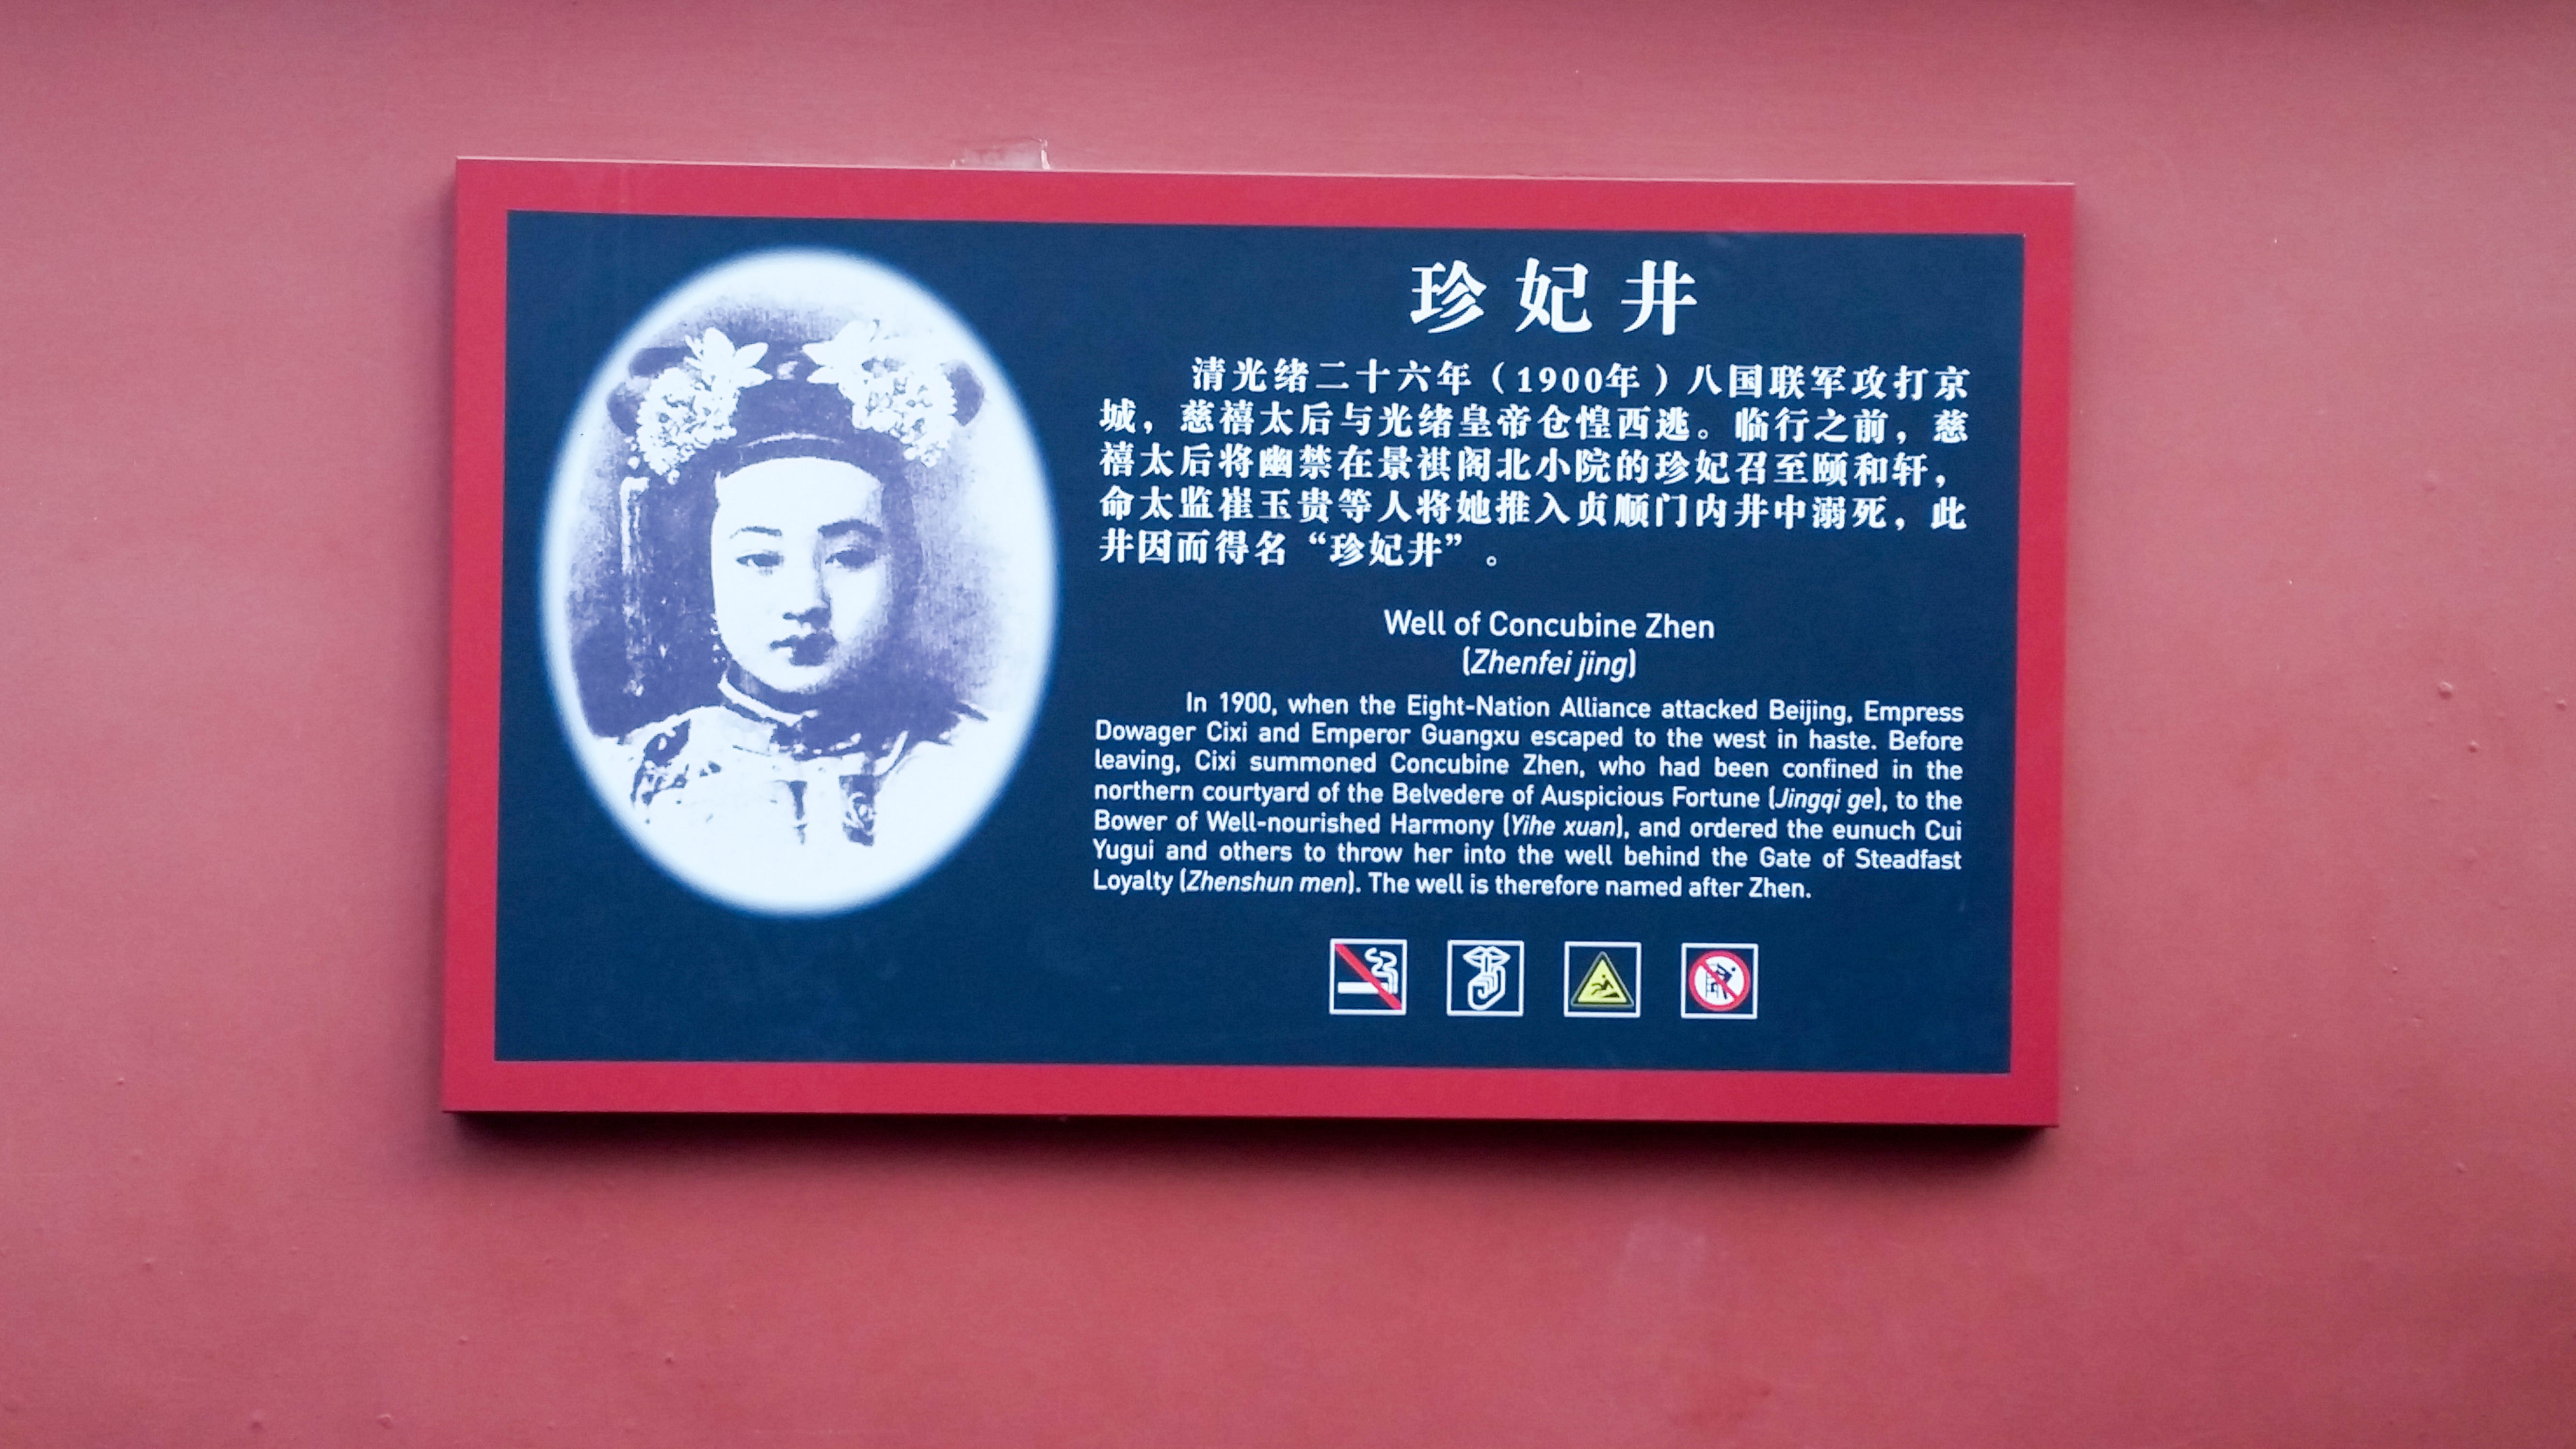 珍妃井
清光绪二十六年（1900年）八国联军攻打京
城，慈禧太后与光绪皇帝仓惶西逃。临行之前，慈
禧太后将幽禁在景祺阁北小院的珍妃召至颐和轩，
命太监崔玉贵等人将她推入贞顺门内井中溺死，此
井因而得名“珍妃井”。
Well of Concubine Zhen
(Zhenfei jing)
In 1900, when the Eight-Nation Alliance attacked Beijing, Empress
Dowager Cixi and Emperor Guangxu escaped to the west in haste. Before
leaving, Cixi summoned Concubine Zhen, who had been confined in the
northern courtyard of the Belvedere of Auspicious Fortune (Jingqi ge), to the
Bower of Well-nourished Harmony (Yihe xuan), and ordered the eunuch Cui
Yugui and others to throw her into the well behind the Gate of Steadfast
Loyalty (Zhenshun men). The well is therefore named after Zhen.